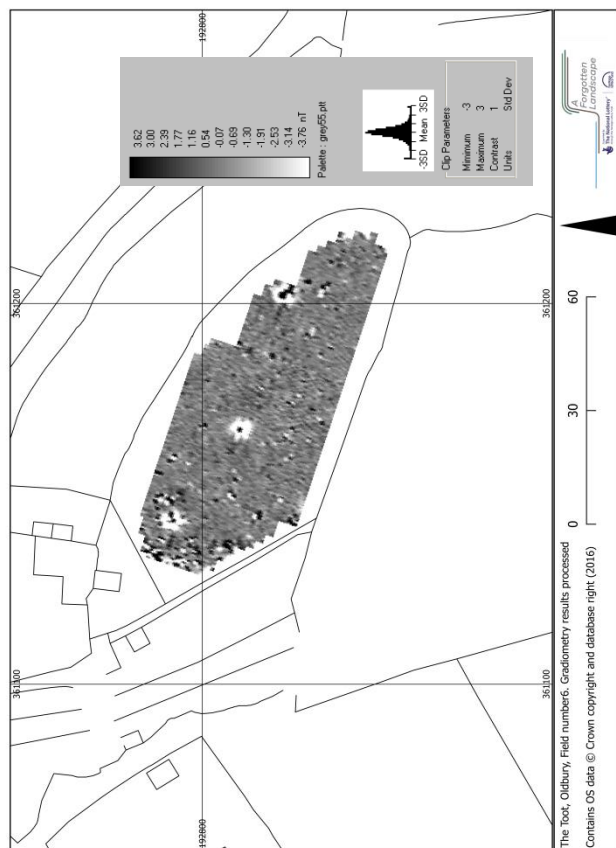 192800
361200
361100
3.62
3.00
2.39
1.77
1.16
0.54
-0.07
-0.69
-1.30
-1.91
-2.53
-3.14
-3.76 nT
Palette : grey55.plt
-3SD Mean 3SD
Clip Parameters
Minimum -3
Maximum 3
Contrast 1
Units Std Dev
361200
361100
192800
The Toot, Oldbury, Field number6. Gradiometry results processed
Contains OS data © Crown copyright and database right (2016)
0 30 60
A
Forgotten
Landscape